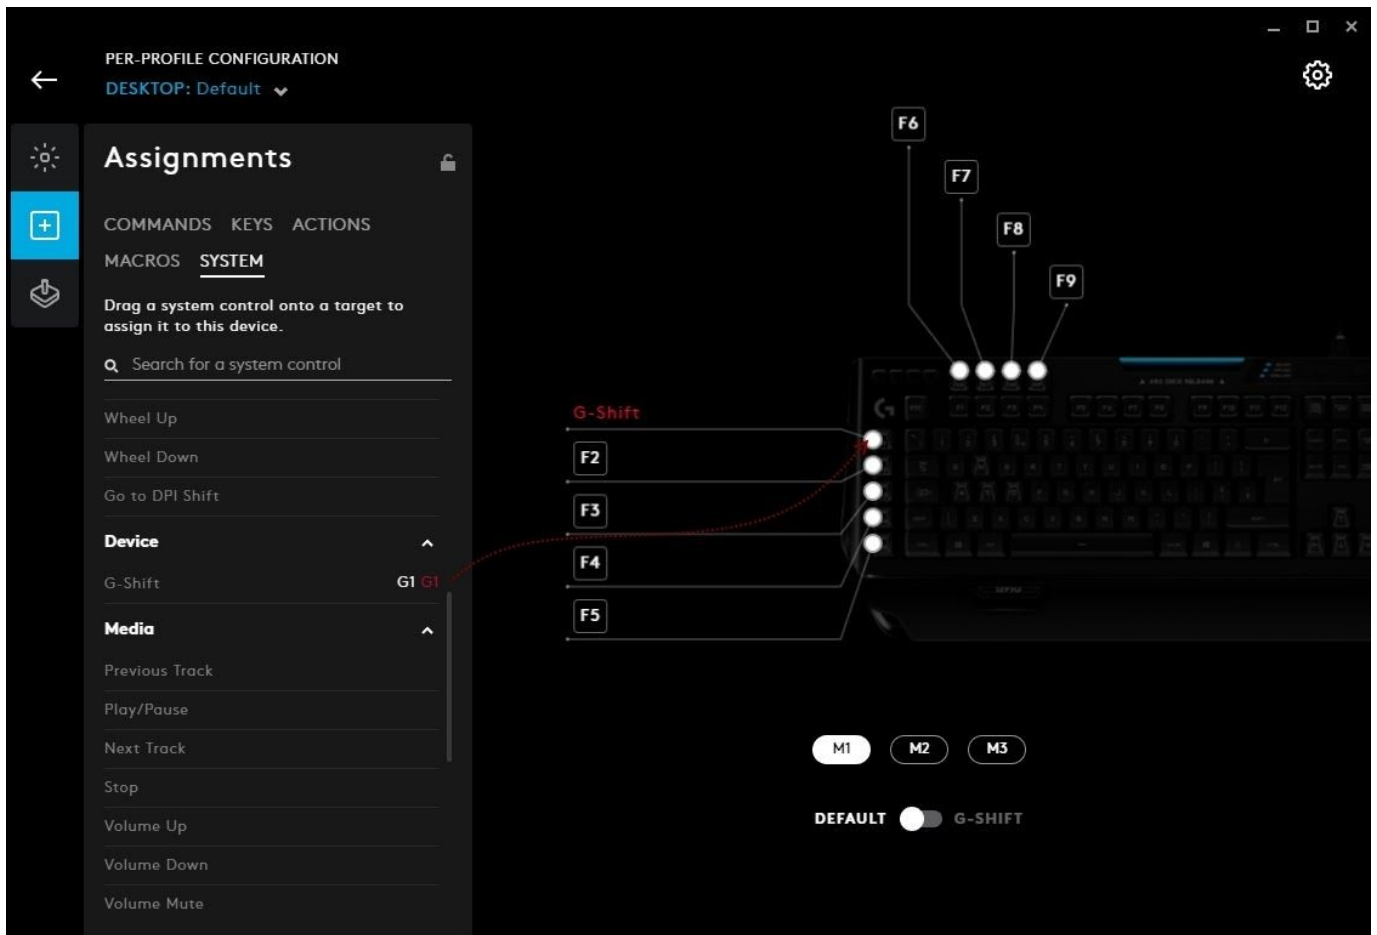 PER-PROFILE CONFIGURATION
DESKTOP: Default
Assignments
COMMANDS KEYS ACTIONS
MACROS SYSTEM
Drag a system control onto a target to
assign it to this device.
Search for a system control
Wheel Up
Wheel Down
Go to DPI Shift
Device
G-Shift G1 G1
Media
Previous Track
Play/Pause
Next Track
Stop
Volume Up
Volume Down
Volume Mute
F6
F7
F8
F9
G-Shift
F2
F3
F4
F5
M1 M2 M3
DEFAULT G-SHIFT